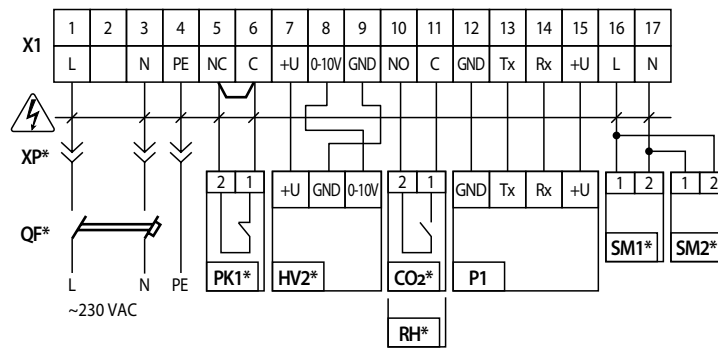 X1
1 2 3 4 5 6 7 8 9 10 11 12 13 14 15 16 17
L N PE NC C +U 0-10V GND NO C GND Tx Rx +U L N
XP*
2 1 +U GND 0-10V 2 1 GND Tx Rx +U 1 2 1 2
QF*
SM1* SM2*
PK1* HV2* CO2* P1
L N PE
~230 VAC
RH*